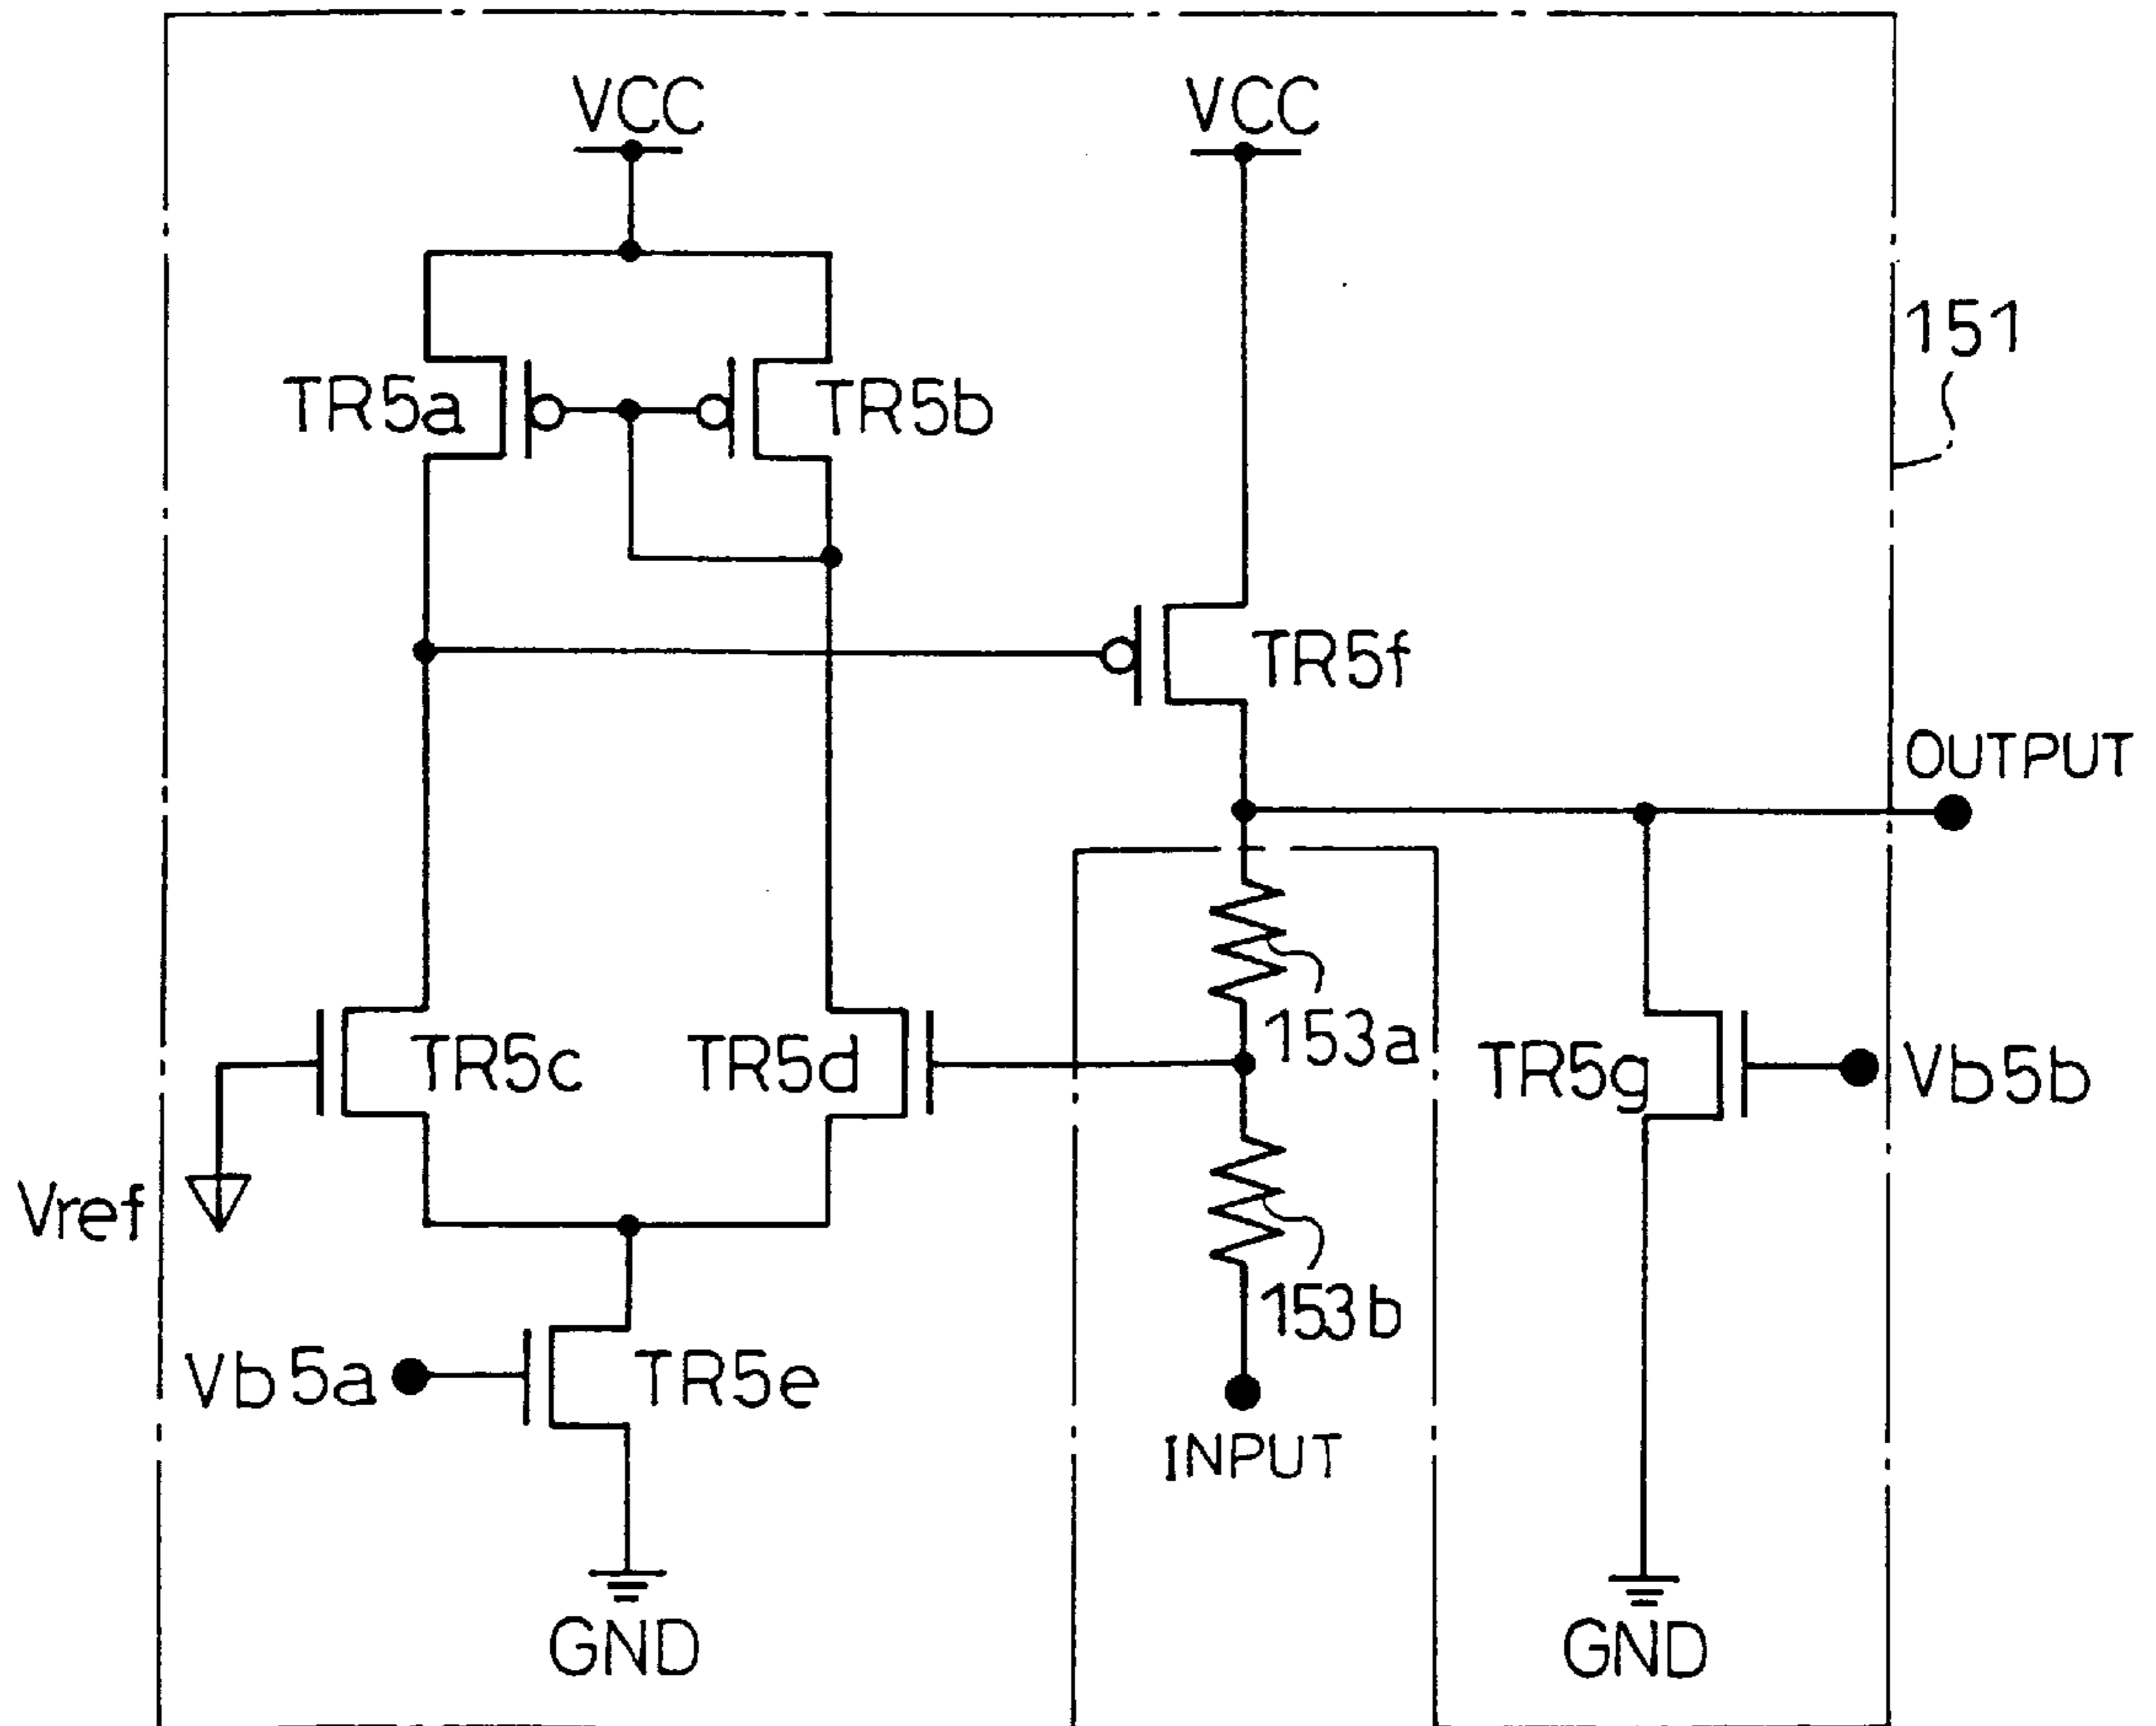 VCC
VCC
151
TR5a
TR5b
TR5f
OUTPUT
153a
TR5c
TR5d
TR5g
Vb5b
Vref
153b
Vb5a
TR5e
INPUT
GND
GND